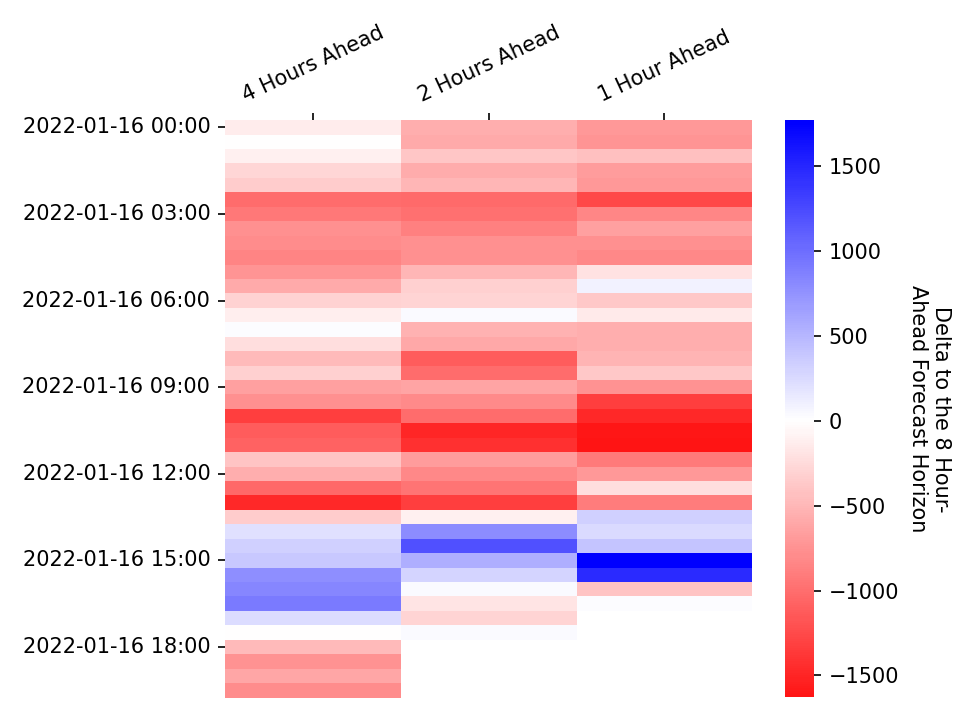 4 Hours Ahead
2 Hours Ahead
1 Hour Ahead
2022-01-16 00:00
2022-01-16 03:00
2022-01-16 06:00
2022-01-16 09:00
2022-01-16 12:00
2022-01-16 15:00
2022-01-16 18:00
1500
1000
500
0
−500
−1000
−1500
Delta to the 8 Hour-
Ahead Forecast Horizon